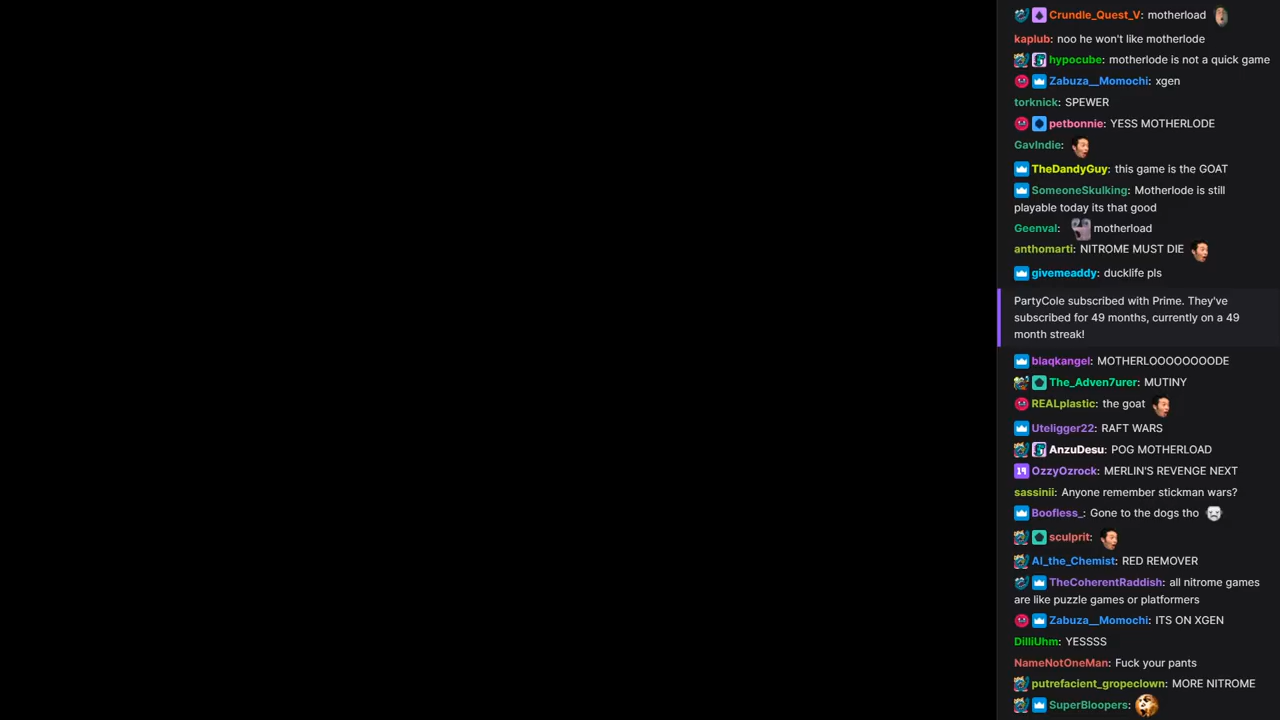 Crundle_Quest_V: motherload
kaplub: noo he won't like motherlode
hypocube: motherlode is not a quick game
Zabuza__Momochi: xgen
torknick: SPEWER
petbonnie: YESS MOTHERLODE
GavIndie:
TheDandyGuy: this game is the GOAT
SomeoneSkulking: Motherlode is still
playable today its that good
Geenval: motherload
anthomarti: NITROME MUST DIE
givemeaddy: ducklife pls
PartyCole subscribed with Prime. They've
subscribed for 49 months, currently on a 49
month streak!
blaqkangel: MOTHERLOOOOOOOODE
The_Adven7urer: MUTINY
REALplastic: the goat
Uteligger22: RAFT WARS
AnzuDesu: POG MOTHERLOAD
19 OzzyOzrock: MERLIN'S REVENGE NEXT
sassinii: Anyone remember stickman wars?
Boofless_: Gone to the dogs tho
sculprit:
Al_the_Chemist: RED REMOVER
TheCoherentRaddish: all nitrome games
are like puzzle games or platformers
Zabuza__Momochi: ITS ON XGEN
DilliUhm: YESSSS
NameNotOneMan: Fuck your pants
putrefacient_gropeclown: MORE NITROME
SuperBloopers: